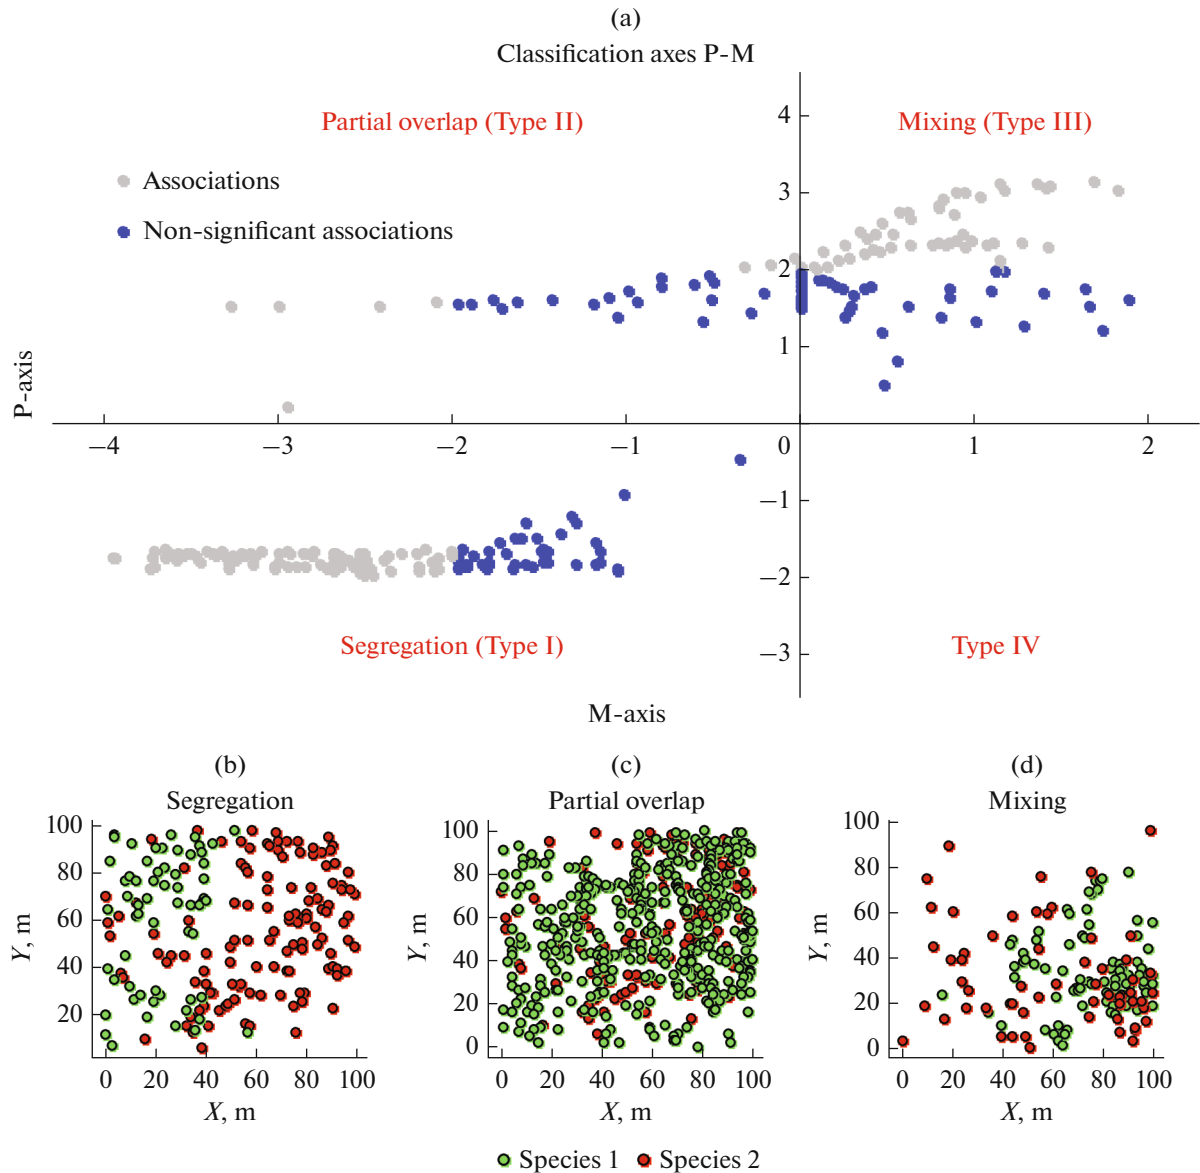 (a)
Classification axes P-M
Partial overlap (Type II)
Mixing (Type III)
Associations
Non-significant associations
4
3
2
1
P-axis
−4
−3
−2
−1
0
1
2
−1
−2
−3
Segregation (Type I)
Type IV
M-axis
(b)
Segregation
100
80
60
40
20
Y, m
0
20
40
60
80
100
X, m
(c)
Partial overlap
100
80
60
40
20
0
Y, m
0
20
40
60
80
100
X, m
(d)
Mixing
100
80
60
40
20
0
Y, m
0
20
40
60
80
100
X, m
Species 1
Species 2